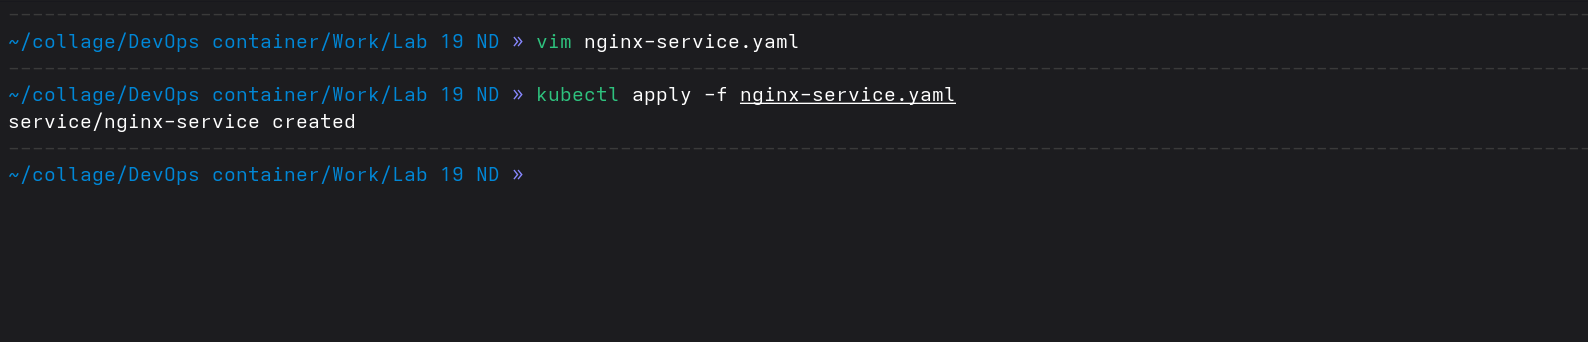 ~/collage/DevOps container/Work/Lab 19 ND » vim nginx-service.yaml
~/collage/DevOps container/Work/Lab 19 ND » kubectl apply -f nginx-service.yaml
service/nginx-service created
~/collage/DevOps container/Work/Lab 19 ND »